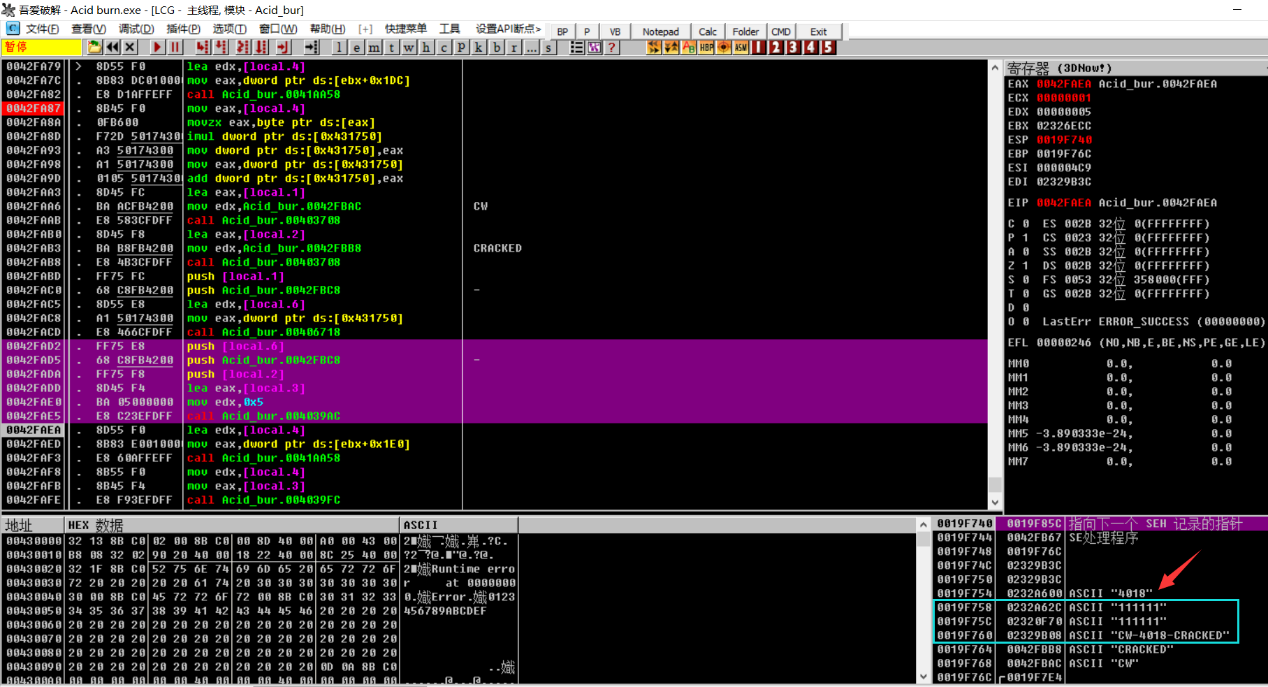 吾爱破解 - Acid burn.exe - [LCG - 主线程, 模块 - Acid_bur]
文件(F) 查看(V) 调试(D) 插件(P) 选项(T) 窗口(W) 帮助(H) [+] 快捷菜单 工具 设置API断点> BP P VB Notepad Calc Folder CMD Exit
暂停 l e m t w h c p k b r ... s ? HBP ASM 1 2 3 4 5
0042FA79 > 8D55 F0 lea edx,[local.4]
0042FA7C . 8B83 DC010000 mov eax,dword ptr ds:[ebx+0x1DC]
0042FA82 . E8 D1AFFEFF call Acid_bur.0041AA58
0042FA87 . 8B45 F0 mov eax,[local.4]
0042FA8A . 0FB600 movzx eax,byte ptr ds:[eax]
0042FA8D . F72D 50174300 imul dword ptr ds:[0x431750]
0042FA93 . A3 50174300 mov dword ptr ds:[0x431750],eax
0042FA98 . A1 50174300 mov eax,dword ptr ds:[0x431750]
0042FA9D . 0105 50174300 add dword ptr ds:[0x431750],eax
0042FAA3 . 8D45 FC lea eax,[local.1]
0042FAA6 . BA ACFB4200 mov edx,Acid_bur.0042FBAC CW
0042FAAB . E8 583CFDFF call Acid_bur.00403708
0042FAB0 . 8D45 F8 lea eax,[local.2]
0042FAB3 . BA B8FB4200 mov edx,Acid_bur.0042FBB8 CRACKED
0042FAB8 . E8 4B3CFDFF call Acid_bur.00403708
0042FABD . FF75 FC push [local.1]
0042FAC0 . 68 C8FB4200 push Acid_bur.0042FBC8 -
0042FAC5 . 8D55 E8 lea edx,[local.6]
0042FAC8 . A1 50174300 mov eax,dword ptr ds:[0x431750]
0042FACD . E8 466CFDFF call Acid_bur.00406718
0042FAD2 . FF75 E8 push [local.6]
0042FAD5 . 68 C8FB4200 push Acid_bur.0042FBC8 -
0042FADA . FF75 F8 push [local.2]
0042FADD . 8D45 F4 lea eax,[local.3]
0042FAE0 . BA 05000000 mov edx,0x5
0042FAE5 . E8 C23EFDFF call Acid_bur.004039AC
0042FAEA . 8D55 F0 lea edx,[local.4]
0042FAED . 8B83 E0010000 mov eax,dword ptr ds:[ebx+0x1E0]
0042FAF3 . E8 60AFFEFF call Acid_bur.0041AA58
0042FAF8 . 8B55 F0 mov edx,[local.4]
0042FAFB . 8B45 F4 mov eax,[local.3]
0042FAFE . E8 F93EFDFF call Acid_bur.004039FC
寄存器 (3DNow!)
EAX 0042FAEA Acid_bur.0042FAEA
ECX 00000001
EDX 00000005
EBX 02326ECC
ESP 0019F740
EBP 0019F76C
ESI 000004C9
EDI 02329B3C
EIP 0042FAEA Acid_bur.0042FAEA
C 0 ES 002B 32位 0(FFFFFFFF)
P 1 CS 0023 32位 0(FFFFFFFF)
A 0 SS 002B 32位 0(FFFFFFFF)
Z 1 DS 002B 32位 0(FFFFFFFF)
S 0 FS 0053 32位 358000(FFF)
T 0 GS 002B 32位 0(FFFFFFFF)
D 0
O 0 LastErr ERROR_SUCCESS (00000000)
EFL 00000246 (NO,NB,E,BE,NS,PE,GE,LE)
MM0 0.0, 0.0
MM1 0.0, 0.0
MM2 0.0, 0.0
MM3 0.0, 0.0
MM4 0.0, 0.0
MM5 -3.890333e-24, 0.0
MM6 -3.890333e-24, 0.0
MM7 0.0, 0.0
地址 HEX 数据 ASCII
00430000 32 13 8B C0 02 00 8B C0 00 8D 40 00 A0 00 43 00
00430010 B8 08 32 02 90 20 40 00 18 22 40 00 8C 25 40 00
00430020 32 1F 8B C0 52 75 6E 74 69 6D 65 20 65 72 72 6F Runtime erro
00430030 72 20 20 20 20 20 61 74 20 30 30 30 30 30 30 30 r at 0000000
00430040 30 00 8B C0 45 72 72 6F 72 00 8B C0 30 31 32 33 0.媼Error.媼0123
00430050 34 35 36 37 38 39 41 42 43 44 45 46 20 20 20 20 456789ABCDEF
00430060 20 20 20 20 20 20 20 20 20 20 20 20 20 20 20 20
00430070 20 20 20 20 20 20 20 20 20 20 20 20 20 20 20 20
00430080 20 20 20 20 20 20 20 20 20 20 20 20 20 20 20 20
00430090 20 20 20 20 20 20 20 20 20 20 20 20 0D 0A 8B C0 ..媼
0019F740 0019F85C 指向下一个 SEH 记录的指针
0019F744 0042FB67 SE处理程序
0019F748 0019F76C
0019F74C 02329B3C
0019F750 02329B3C
0019F754 0232A600 ASCII "4018"
0019F758 0232A62C ASCII "111111"
0019F75C 02320F70 ASCII "111111"
0019F760 02329B08 ASCII "CW-4018-CRACKED"
0019F764 0042FBB8 ASCII "CRACKED"
0019F768 0042FBAC ASCII "CW"
0019F76C 0019F7E4